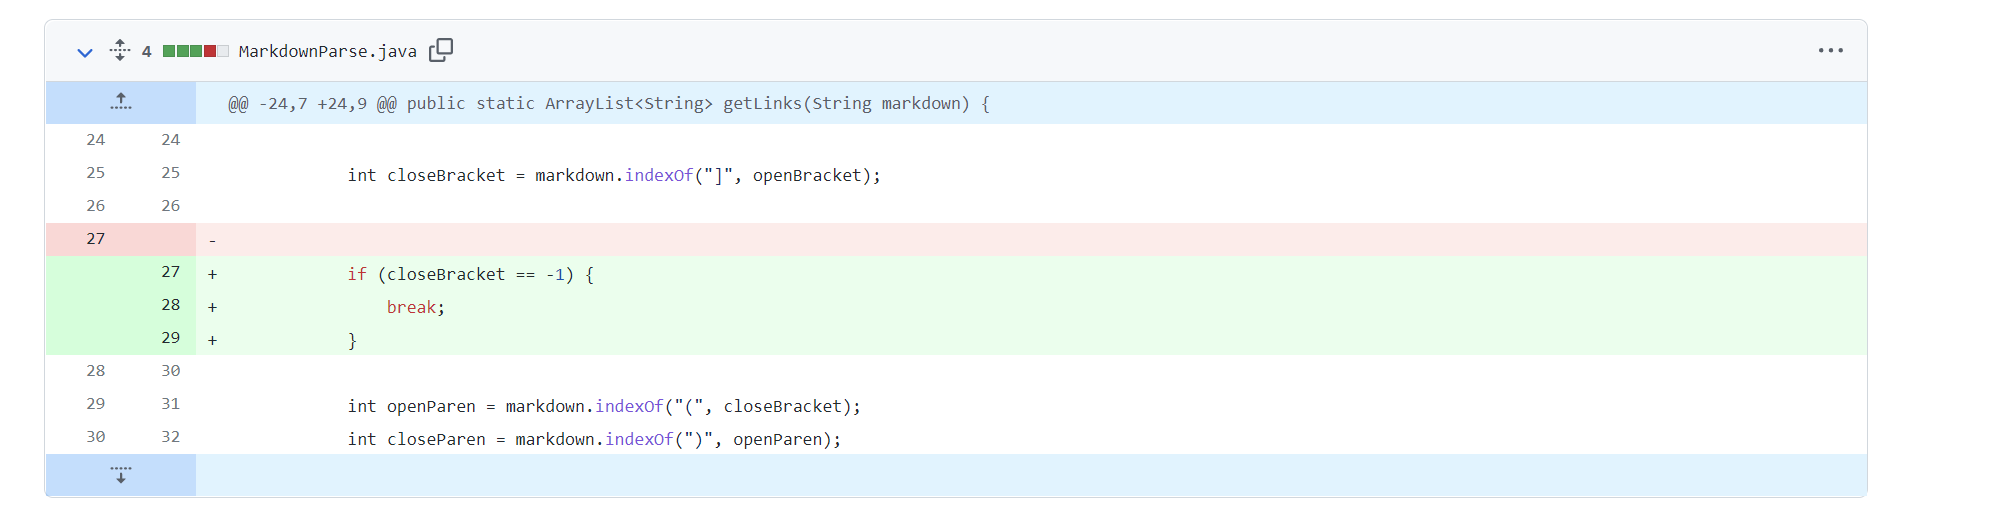 4 MarkdownParse.java
@@ -24,7 +24,9 @@ public static ArrayList<String> getLinks(String markdown) {
24 24
25 25 int closeBracket = markdown.indexOf("]", openBracket);
26 26
27 -
27 + if (closeBracket == -1) {
28 + break;
29 + }
28 30
29 31 int openParen = markdown.indexOf("(", closeBracket);
30 32 int closeParen = markdown.indexOf(")", openParen);